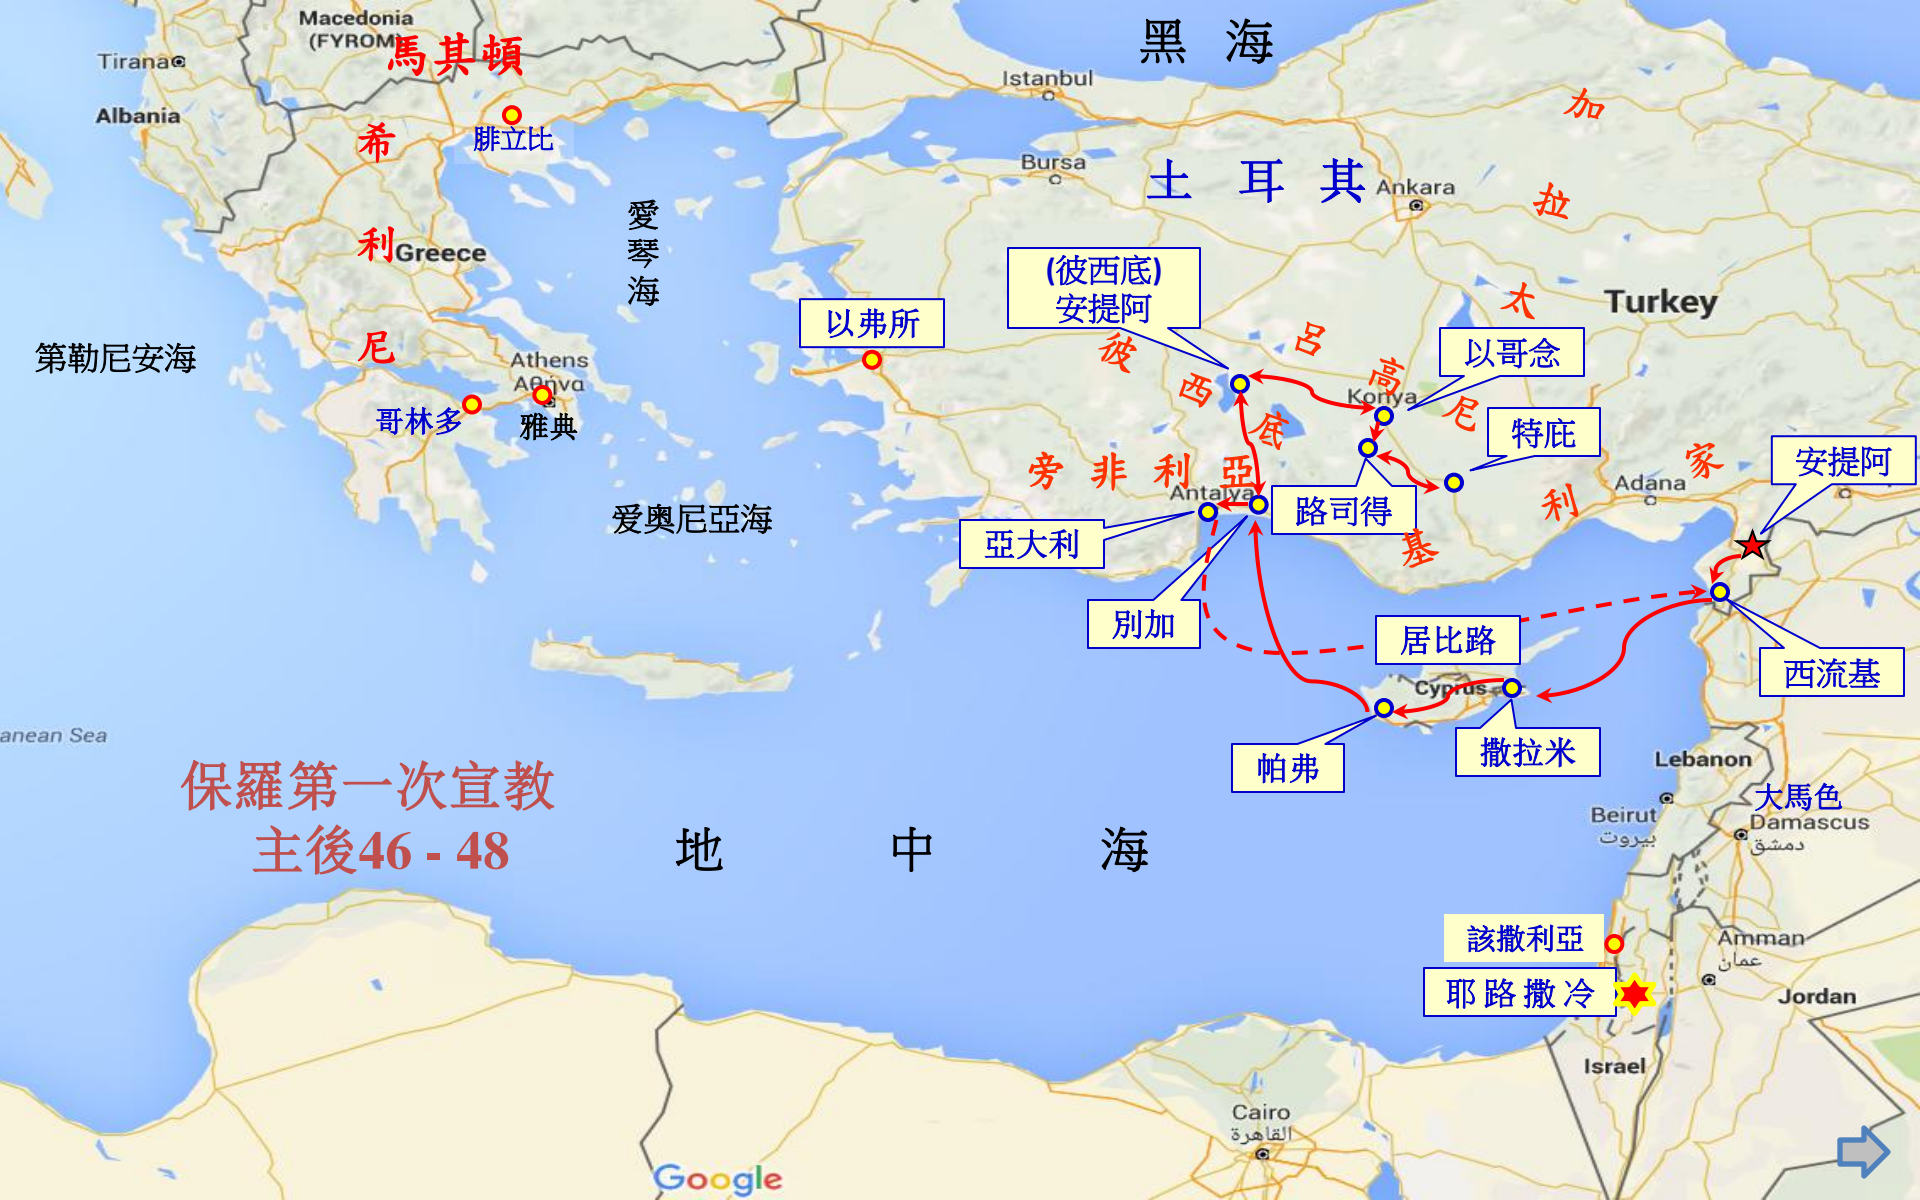 Macedonia
(FYROM)
馬其頓
黑 海
Tirana
Istanbul
加
Albania
腓立比
希
Bursa
土 耳 其
Ankara
拉
愛
琴
海
利
Greece
(彼西底)
安提阿
太
Turkey
以弗所
第勒尼安海
尼
Athens
Αθήνα
彼
西
底
呂
高
尼
以哥念
Konya
哥林多
雅典
特庇
旁 非 利 亞
Antalya
家
利
基
Adana
安提阿
路司得
爱奧尼亞海
亞大利
別加
居比路
西流基
Cyprus
anean Sea
帕弗
撒拉米
Lebanon
保羅第一次宣教
主後46 - 48
地 中 海
大馬色
Beirut
بيروت
Damascus
دمشق
該撒利亞
Amman
عمان
耶路撒冷
Jordan
Israel
Cairo
القاهرة
Google